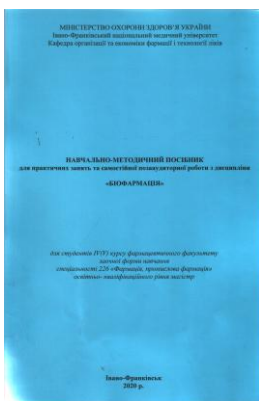 МІНІСТЕРСТВО ОХОРОНИ ЗДОРОВ'Я УКРАЇНИ
Івано-Франківський національний медичний університет
Кафедра організації та економіки фармації і технології ліків
НАВЧАЛЬНО-МЕТОДИЧНИЙ ПОСІБНИК
для практичних занять та самостійної позааудиторної роботи з дисципліни
«БІОФАРМАЦІЯ»
для студентів IV(V) курсу фармацевтичного факультету
заочної форми навчання
спеціальності 226 «Фармація, промислова фармація»
освітньо-кваліфікаційного рівня магістр
Івано-Франківськ
2020 р.